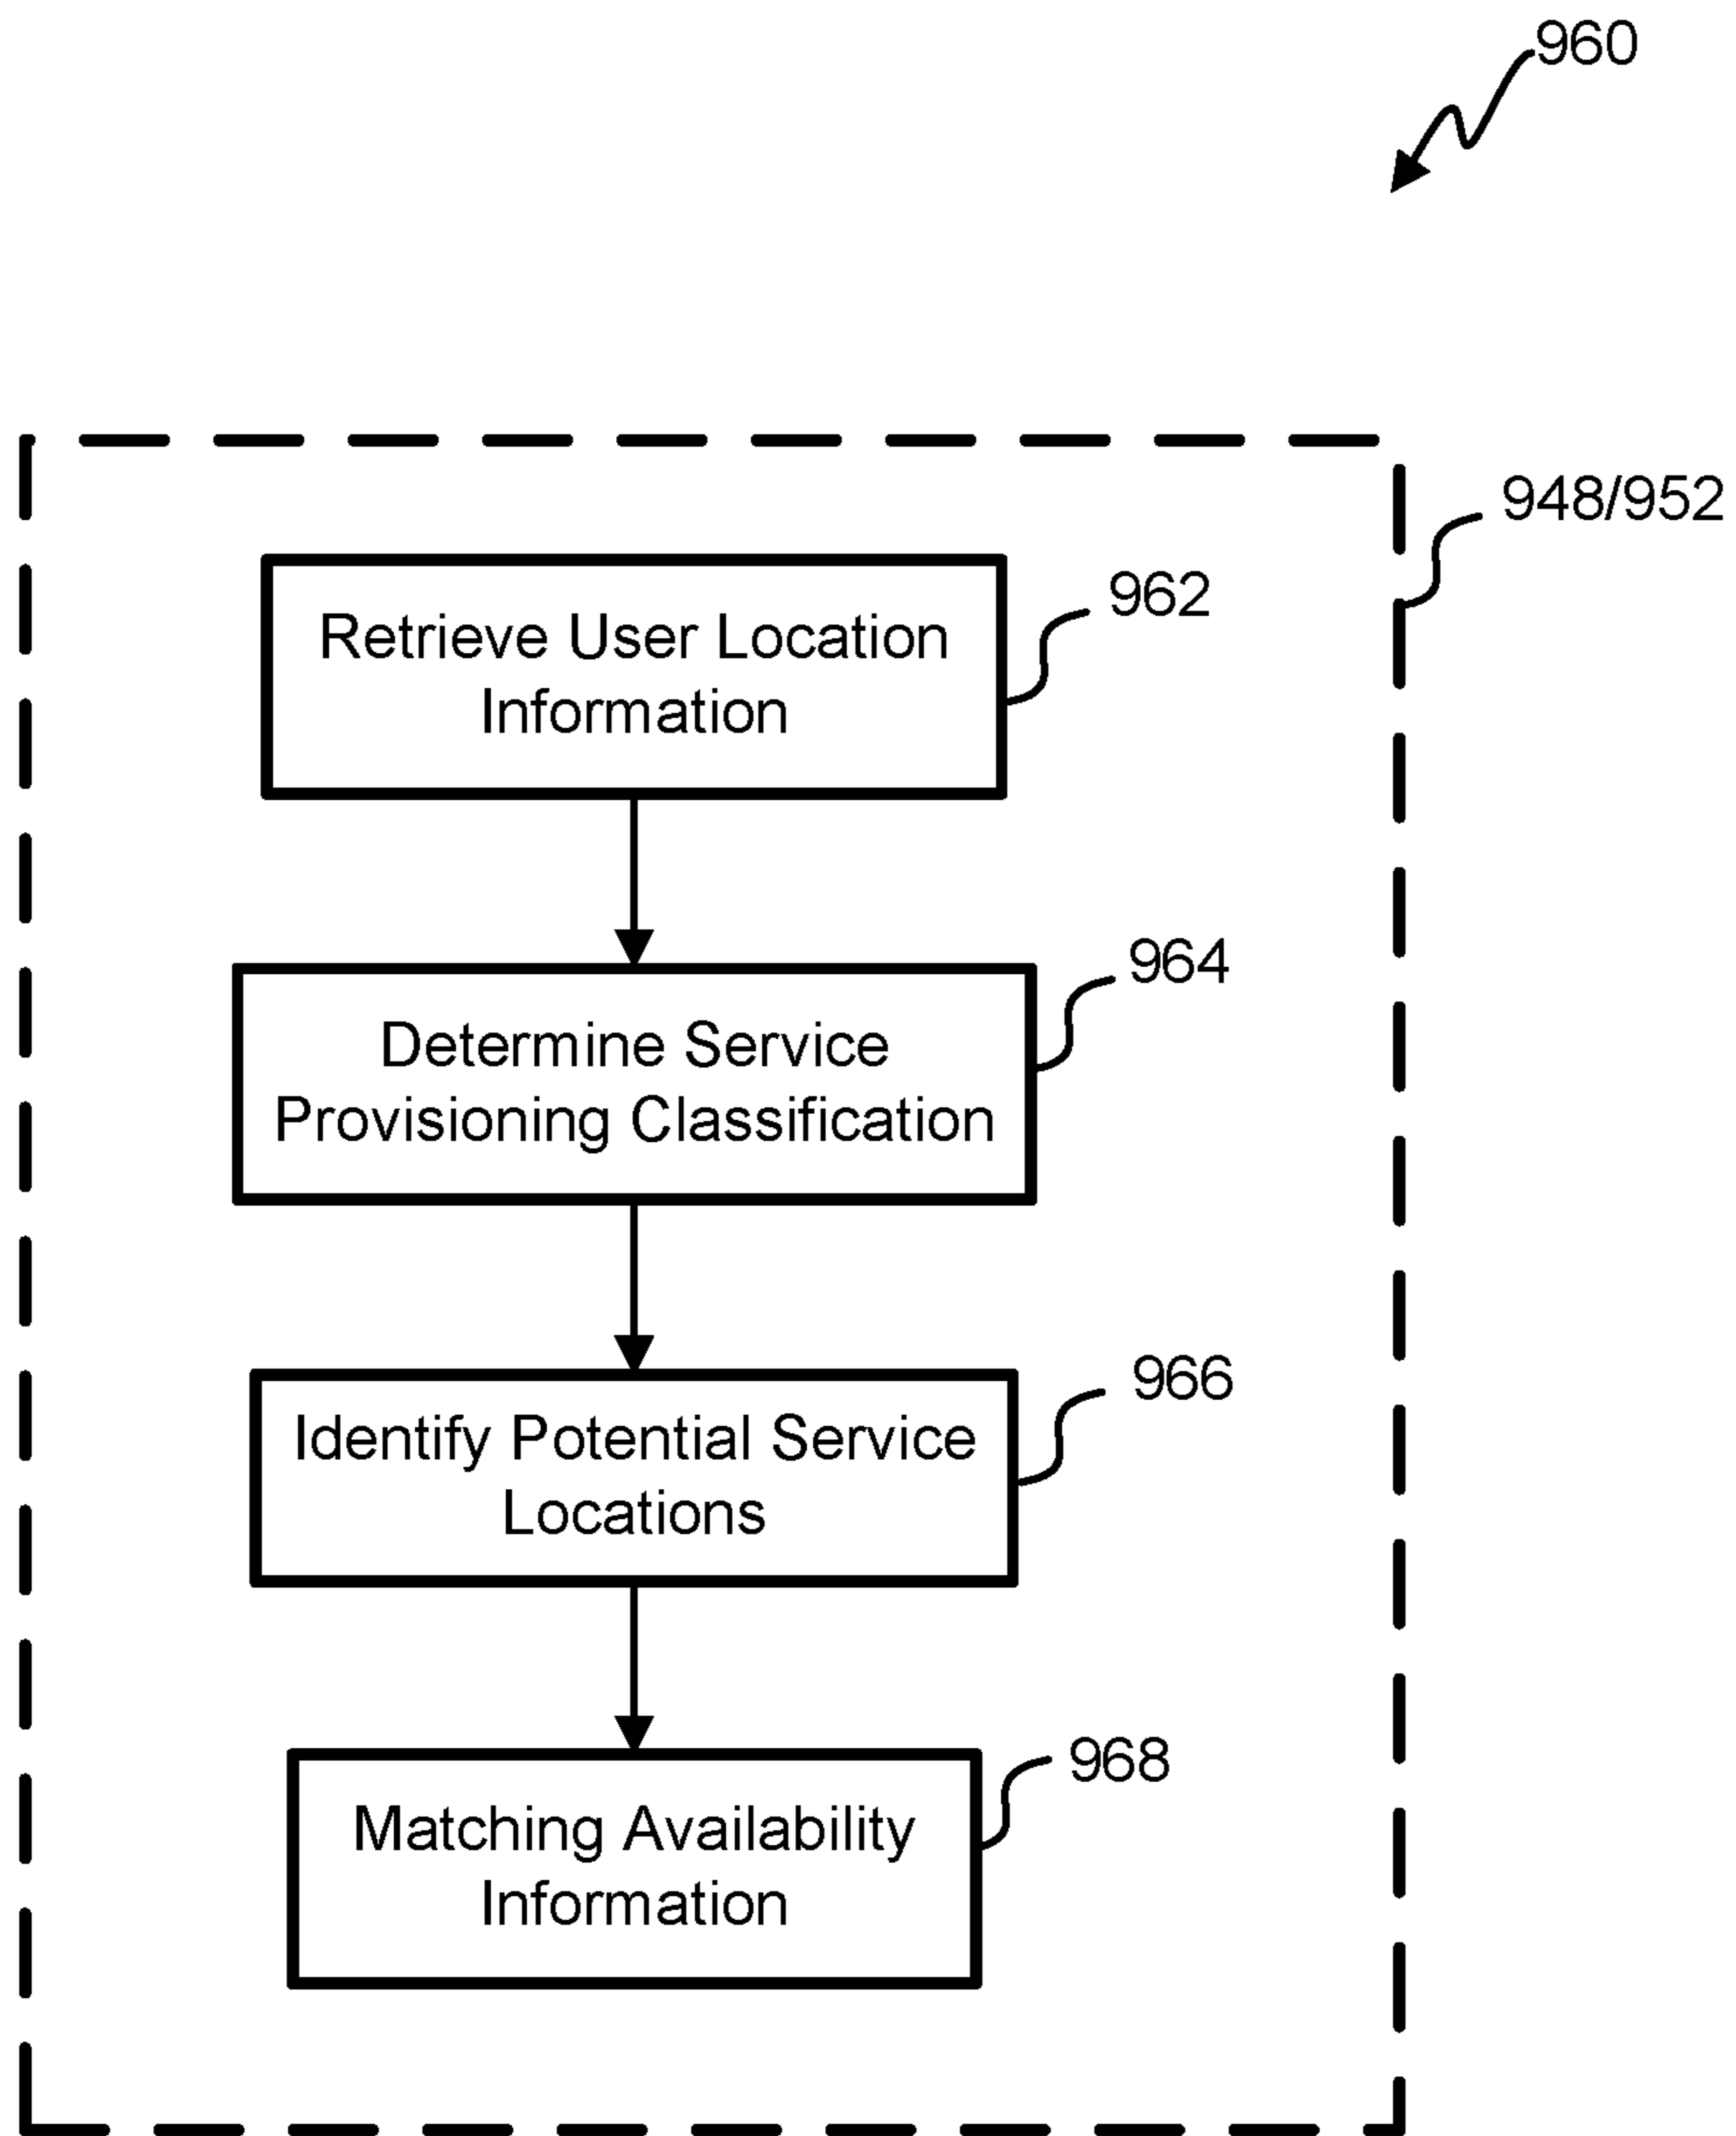 960
948/952
Retrieve User Location
Information
962
Determine Service
Provisioning Classification
964
Identify Potential Service
Locations
966
Matching Availability
Information
968